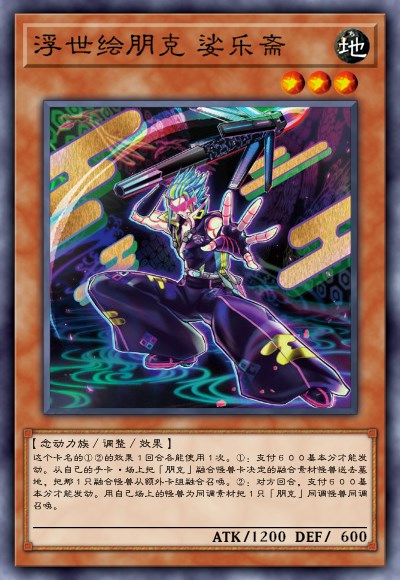 浮世绘朋克 娑乐斋
地
【念动力族／调整／效果】
这个卡名的①②的效果1回合各能使用1次。①：支付600基本分才能发
动。从自己的手卡·场上把「朋克」融合怪兽卡决定的融合素材怪兽送去墓
地，把那1只融合怪兽从额外卡组融合召唤。②：对方回合，支付600基
本分才能发动。用自己场上的怪兽为同调素材把1只「朋克」同调怪兽同调
召唤。
ATK/1200 DEF/ 600